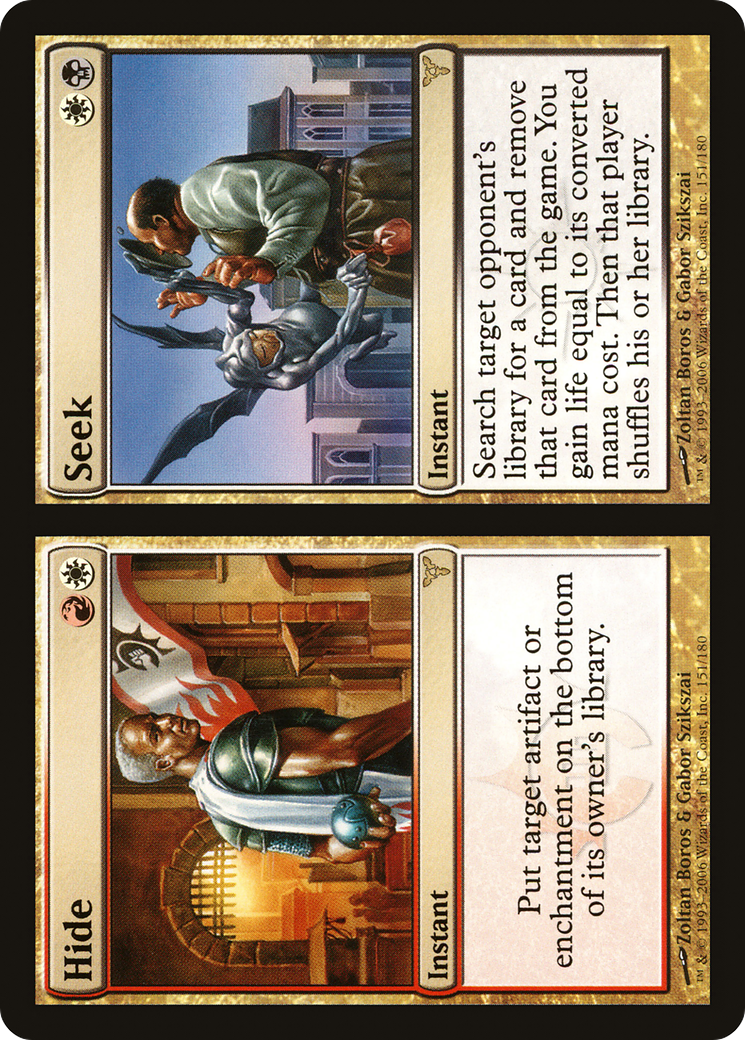 Hide
Instant
Put target artifact or
enchantment on the bottom
of its owner's library.
Zoltan Boros & Gabor Szikszai
™ & © 1993–2006 Wizards of the Coast, Inc. 151/180
Seek
Instant
Search target opponent's
library for a card and remove
that card from the game. You
gain life equal to its converted
mana cost. Then that player
shuffles his or her library.
Zoltan Boros & Gabor Szikszai
™ & © 1993–2006 Wizards of the Coast, Inc. 151/180